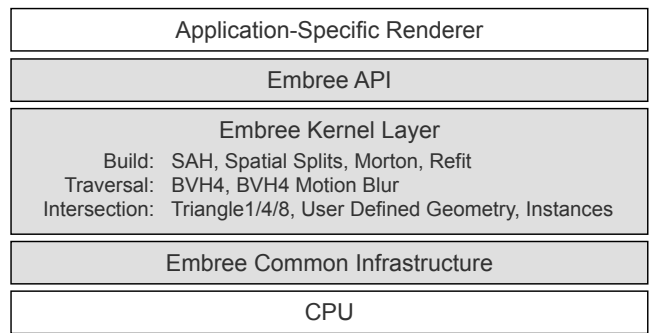 Application-Specific Renderer
Embree API
Embree Kernel Layer
Build: SAH, Spatial Splits, Morton, Refit
Traversal: BVH4, BVH4 Motion Blur
Intersection: Triangle1/4/8, User Defined Geometry, Instances
Embree Common Infrastructure
CPU